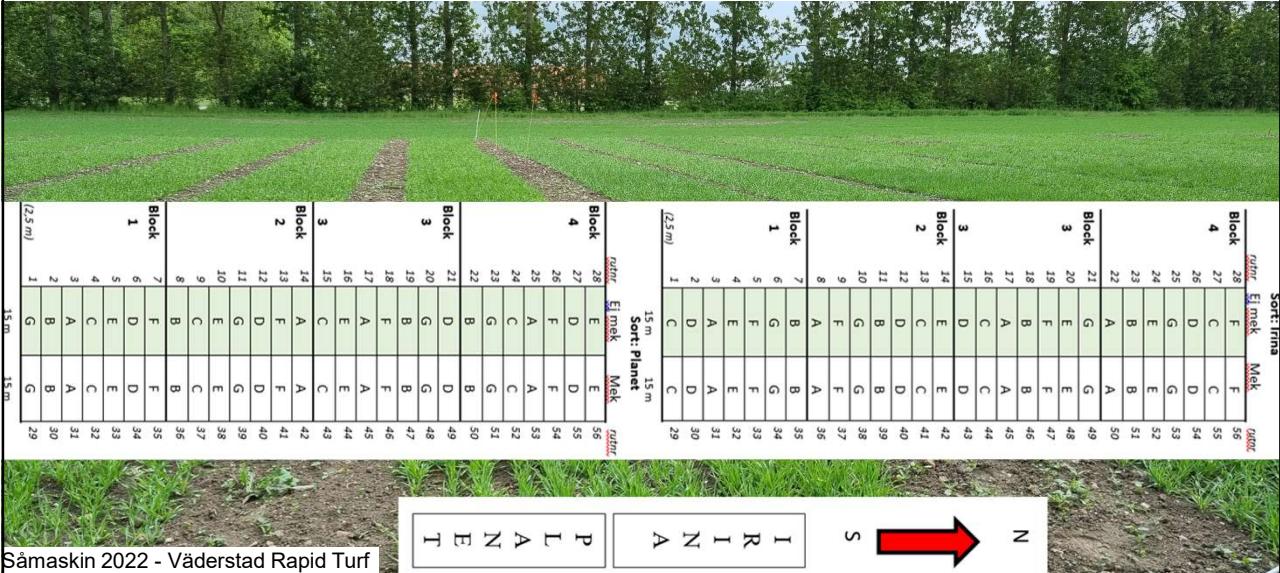 Sort: Irina
rutnr Ej mek Mek rutnr
Block 28 F F 56
4 27 C C 55
26 D D 54
25 G G 53
24 E E 52
23 B B 51
22 A A 50
21 G G 49
3 20 E E 48
19 F F 47
18 B B 46
17 A A 45
16 C C 44
3 15 D D 43
Block 14 E E 42
2 13 C C 41
12 D D 40
11 B B 39
10 G G 38
9 F F 37
8 A A 36
Block 7 B B 35
1 6 G G 34
5 F F 33
4 E E 32
3 A A 31
2 D D 30
(2,5 m) 1 C C 29
15 m 15 m
Sort: Planet
rutnr Ej mek Mek rutnr
Block 28 E E 56
4 27 D D 55
26 F F 54
25 A A 53
24 C C 52
23 G G 51
22 B B 50
21 D D 49
3 20 G G 48
19 B B 47
18 F F 46
17 A A 45
16 E E 44
3 15 C C 43
Block 14 A A 42
2 13 F F 41
12 D D 40
11 G G 39
10 E E 38
9 C C 37
8 B B 36
Block 7 F F 35
1 6 D D 34
5 E E 33
4 C C 32
3 A A 31
2 B B 30
(2,5 m) 1 G G 29
15 m 15 m
N
S
IRINA
PLANET
Såmaskin 2022 - Väderstad Rapid Turf